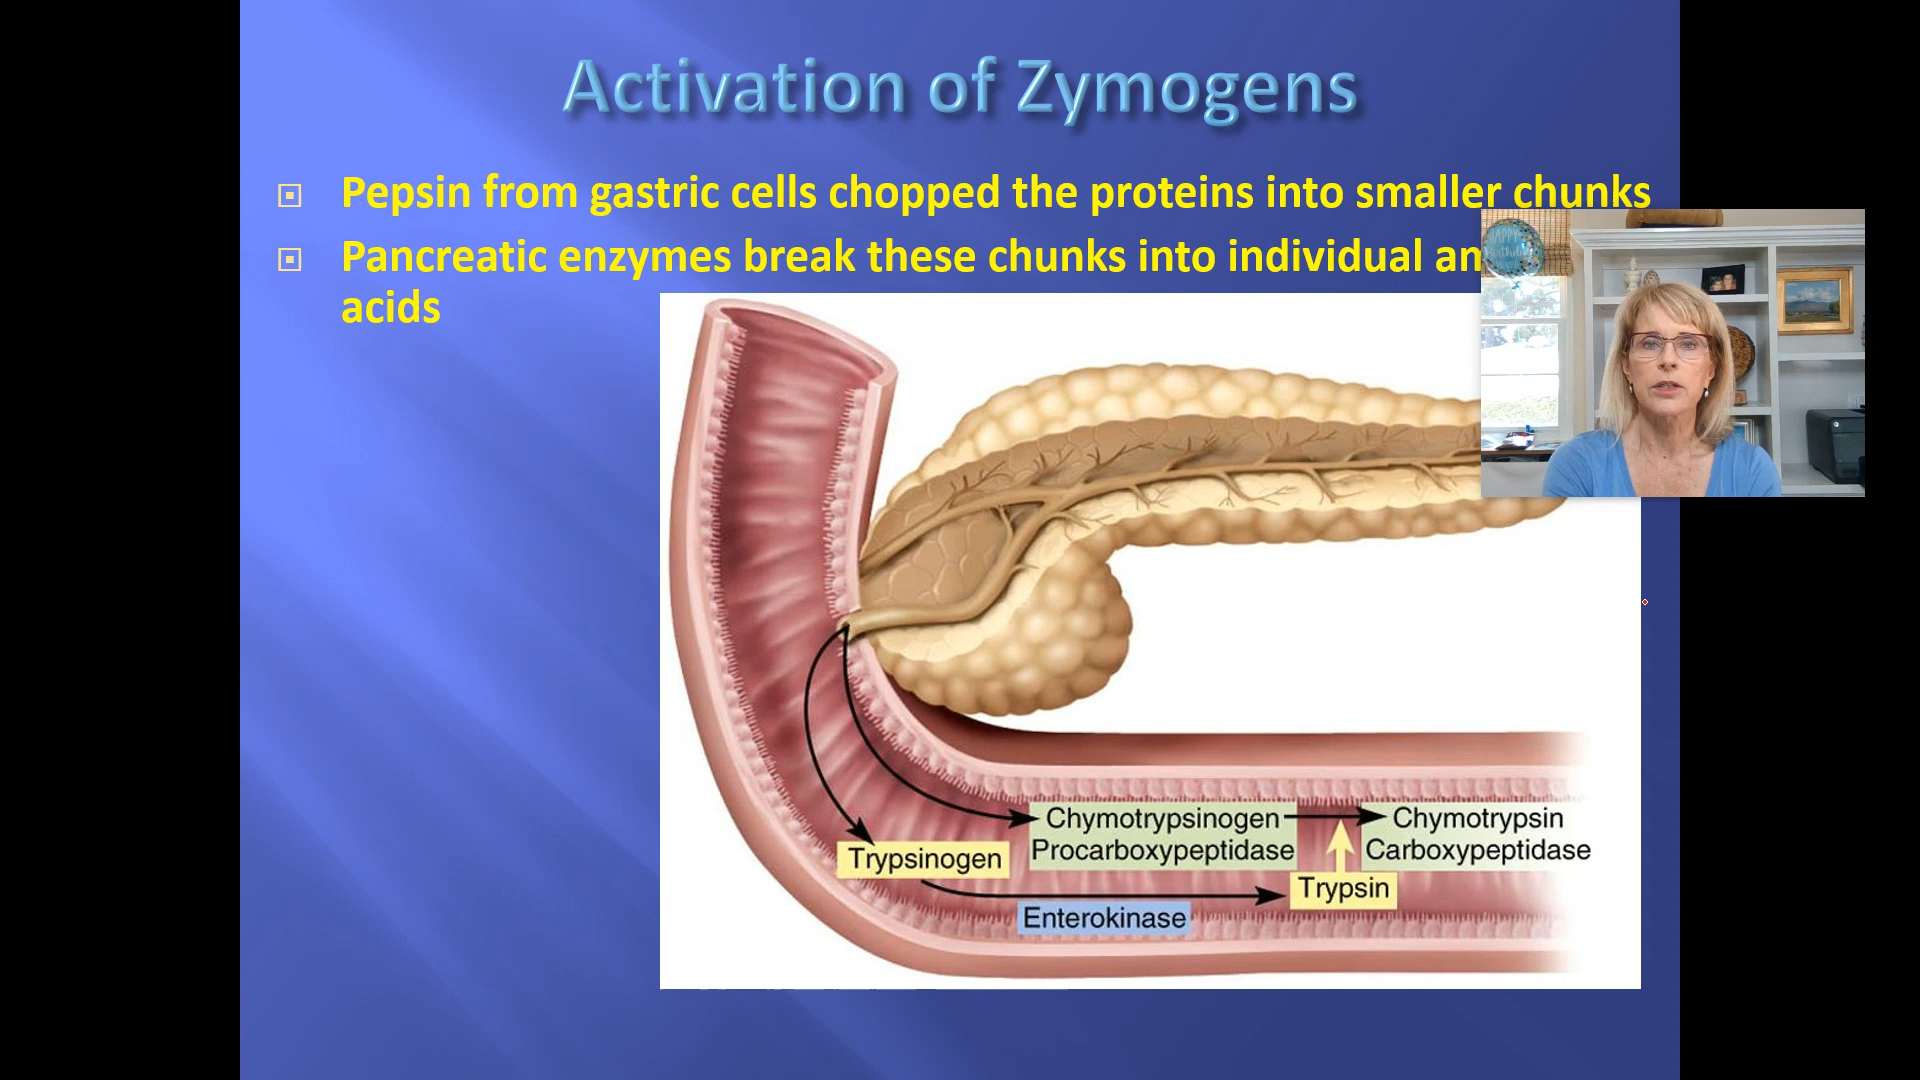 Activation of Zymogens
Pepsin from gastric cells chopped the proteins into smaller chunks
Pancreatic enzymes break these chunks into individual
acids
Chymotrypsinogen
Procarboxypeptidase
Chymotrypsin
Carboxypeptidase
Trypsinogen
Trypsin
Enterokinase